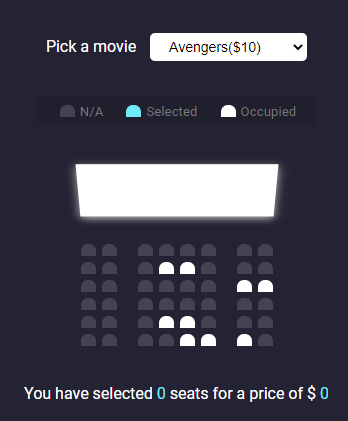 Pick a movie Avengers($10)
N/A Selected Occupied
You have selected 0 seats for a price of $ 0